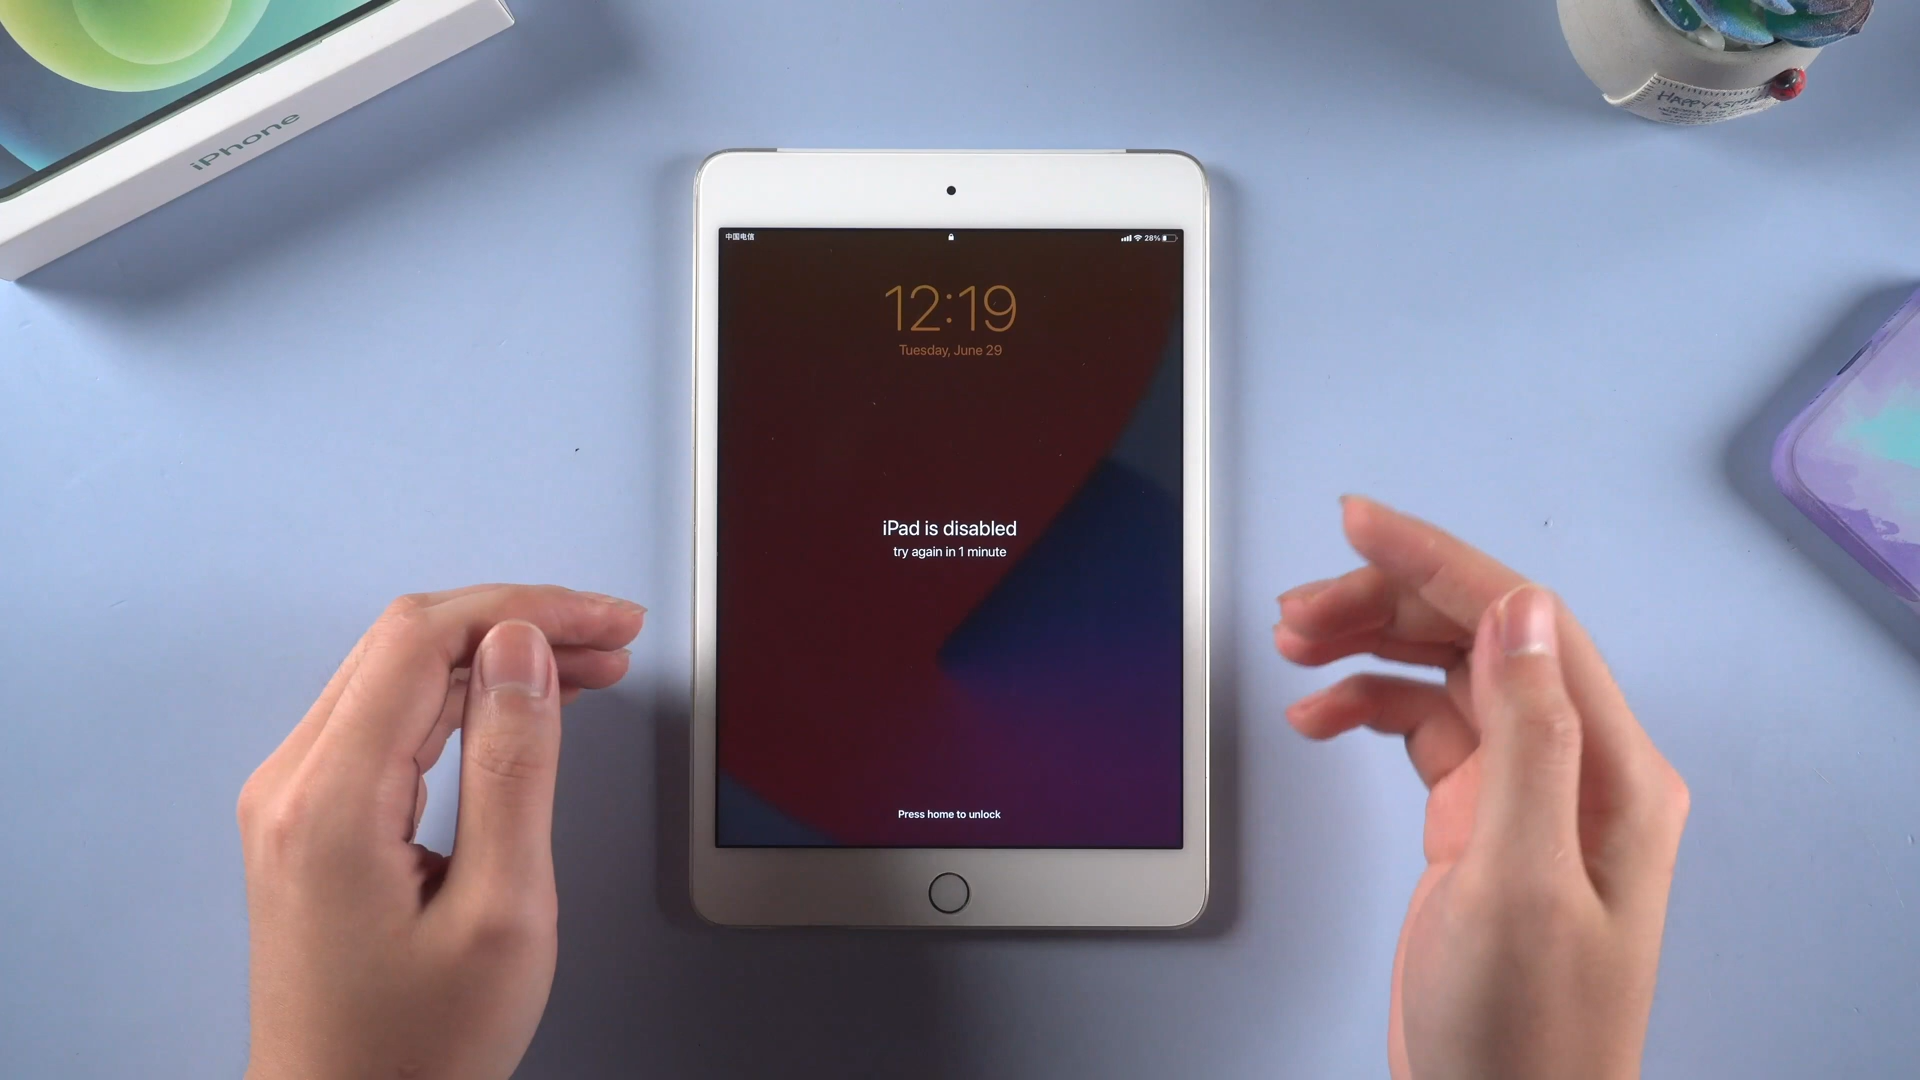 iPhone
HAPPY & SMILE
中国电信
28%
12:19
Tuesday, June 29
iPad is disabled
try again in 1 minute
Press home to unlock